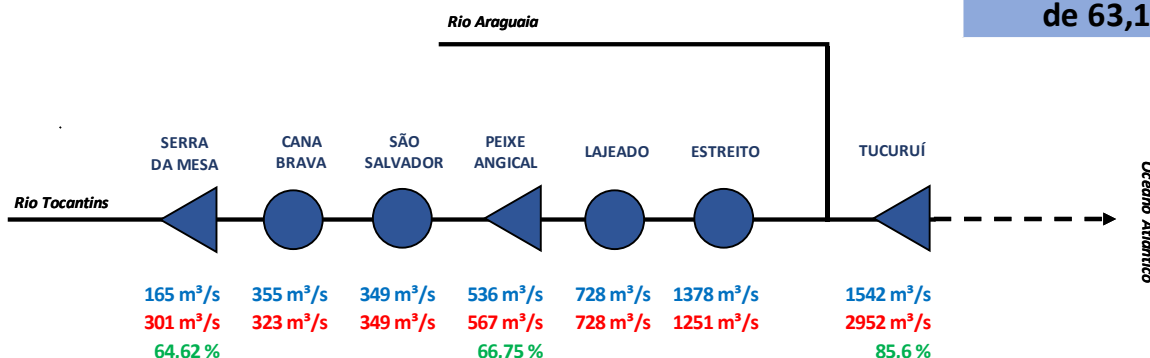 de 63,1
Rio Araguaia
SERRA
DA MESA
CANA
BRAVA
SÃO
SALVADOR
PEIXE
ANGICAL
LAJEADO
ESTREITO
TUCURUÍ
Rio Tocantins
Oceano Atlântico
165 m³/s 355 m³/s 349 m³/s 536 m³/s 728 m³/s 1378 m³/s 1542 m³/s
301 m³/s 323 m³/s 349 m³/s 567 m³/s 728 m³/s 1251 m³/s 2952 m³/s
64.62 % 66.75 % 85.6 %